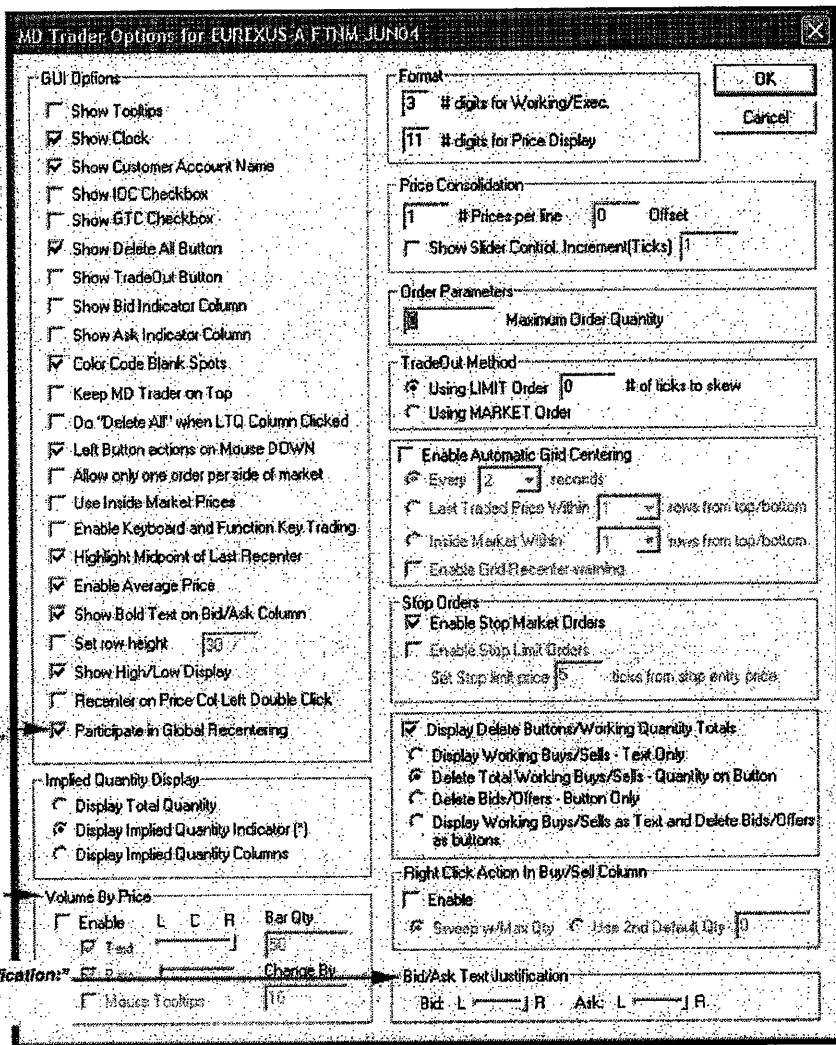 MD Trader Options for EUREXUS-A FTNM JUN04
GUI Options
Show Tooltips
Show Clock
Show Customer Account Name
Show IOC Checkbox
Show GTC Checkbox
Show Delete All Button
Show TradeOut Button
Show Bid Indicator Column
Show Ask Indicator Column
Color Code Blank Spots
Keep MD Trader on Top
Do "Delete All" when LTQ Column Clicked
Left Button actions on Mouse DOWN
Allow only one order per side of market
Use Inside Market Prices
Enable Keyboard and Function Key Trading
Highlight Midpoint of Last Recenter
Enable Average Price
Show Bold Text on Bid/Ask Column
Set row height 30
Show High/Low Display
Recenter on Price Col Left Double Click
Participate in Global Recentering
Implied Quantity Display
Display Total Quantity
Display Implied Quantity Indicator (*)
Display Implied Quantity Columns
Volume By Price
Enable L C R Bar Qty
Text 50
Change By
Mouse Tooltips 10
ification:"
Format
3 # digits for Working/Exec.
11 # digits for Price Display
OK
Cancel
Price Consolidation
1 # Prices per line 0 Offset
Show Slider Control. Increment(Ticks) 1
Order Parameters
Maximum Order Quantity
TradeOut Method
Using LIMIT Order 0 # of ticks to skew
Using MARKET Order
Enable Automatic Grid Centering
Every 2 seconds
Last Traded Price Within 1 rows from top/bottom
Inside Market Within 1 rows from top/bottom
Enable Grid Recenter warning
Stop Orders
Enable Stop Market Orders
Enable Stop Limit Orders
Set Stop limit price 5 ticks from stop entry price
Display Delete Buttons/Working Quantity Totals
Display Working Buys/Sells - Text Only
Delete Total Working Buys/Sells - Quantity on Button
Delete Bids/Offers - Button Only
Display Working Buys/Sells as Text and Delete Bids/Offers
as buttons
Right Click Action In Buy/Sell Column
Enable
Sweep w/Max Qty Use 2nd Default Qty 0
Bid/Ask Text Justification
Bid: L R Ask: L R